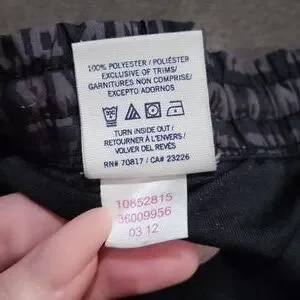 100% POLYESTER / POLIÉSTER
EXCLUSIVE OF TRIMS/
GARNITURES NON COMPRISES/
EXCEPTO ADORNOS
TURN INSIDE OUT /
RETOURNER À L'ENVERS /
VOLVER DEL REVÉS
RN# 70817 / CA# 23226
10852815
36009956
03 12